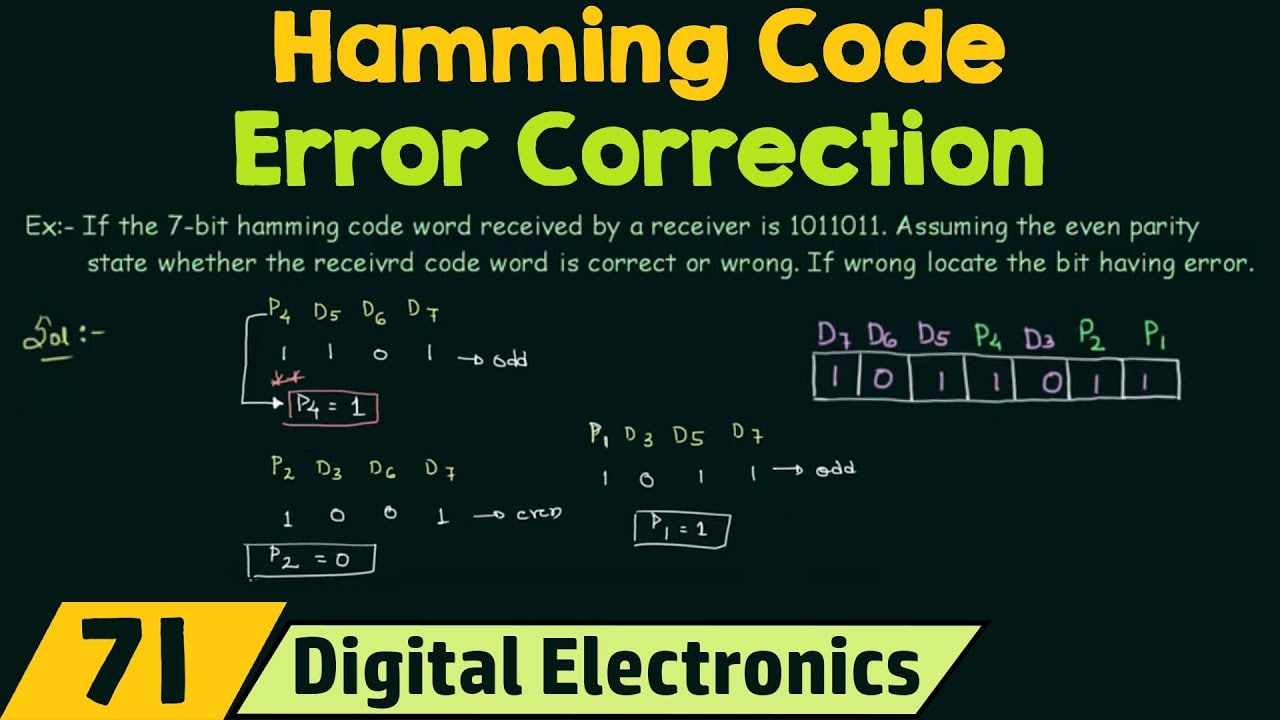 Hamming Code
Error Correction
Ex:- If the 7-bit hamming code word received by a receiver is 1011011. Assuming the even parity
state whether the receivrd code word is correct or wrong. If wrong locate the bit having error.
Sol :-
P4 D5 D6 D7
1 1 0 1 → odd
** P4 = 1
D7 D6 D5 P4 D3 P2 P1
1 0 1 1 0 1 1
P2 D3 D6 D7
1 0 0 1 → even
P2 = 0
P1 D3 D5 D7
1 0 1 1 → odd
P1 = 1
71
Digital Electronics